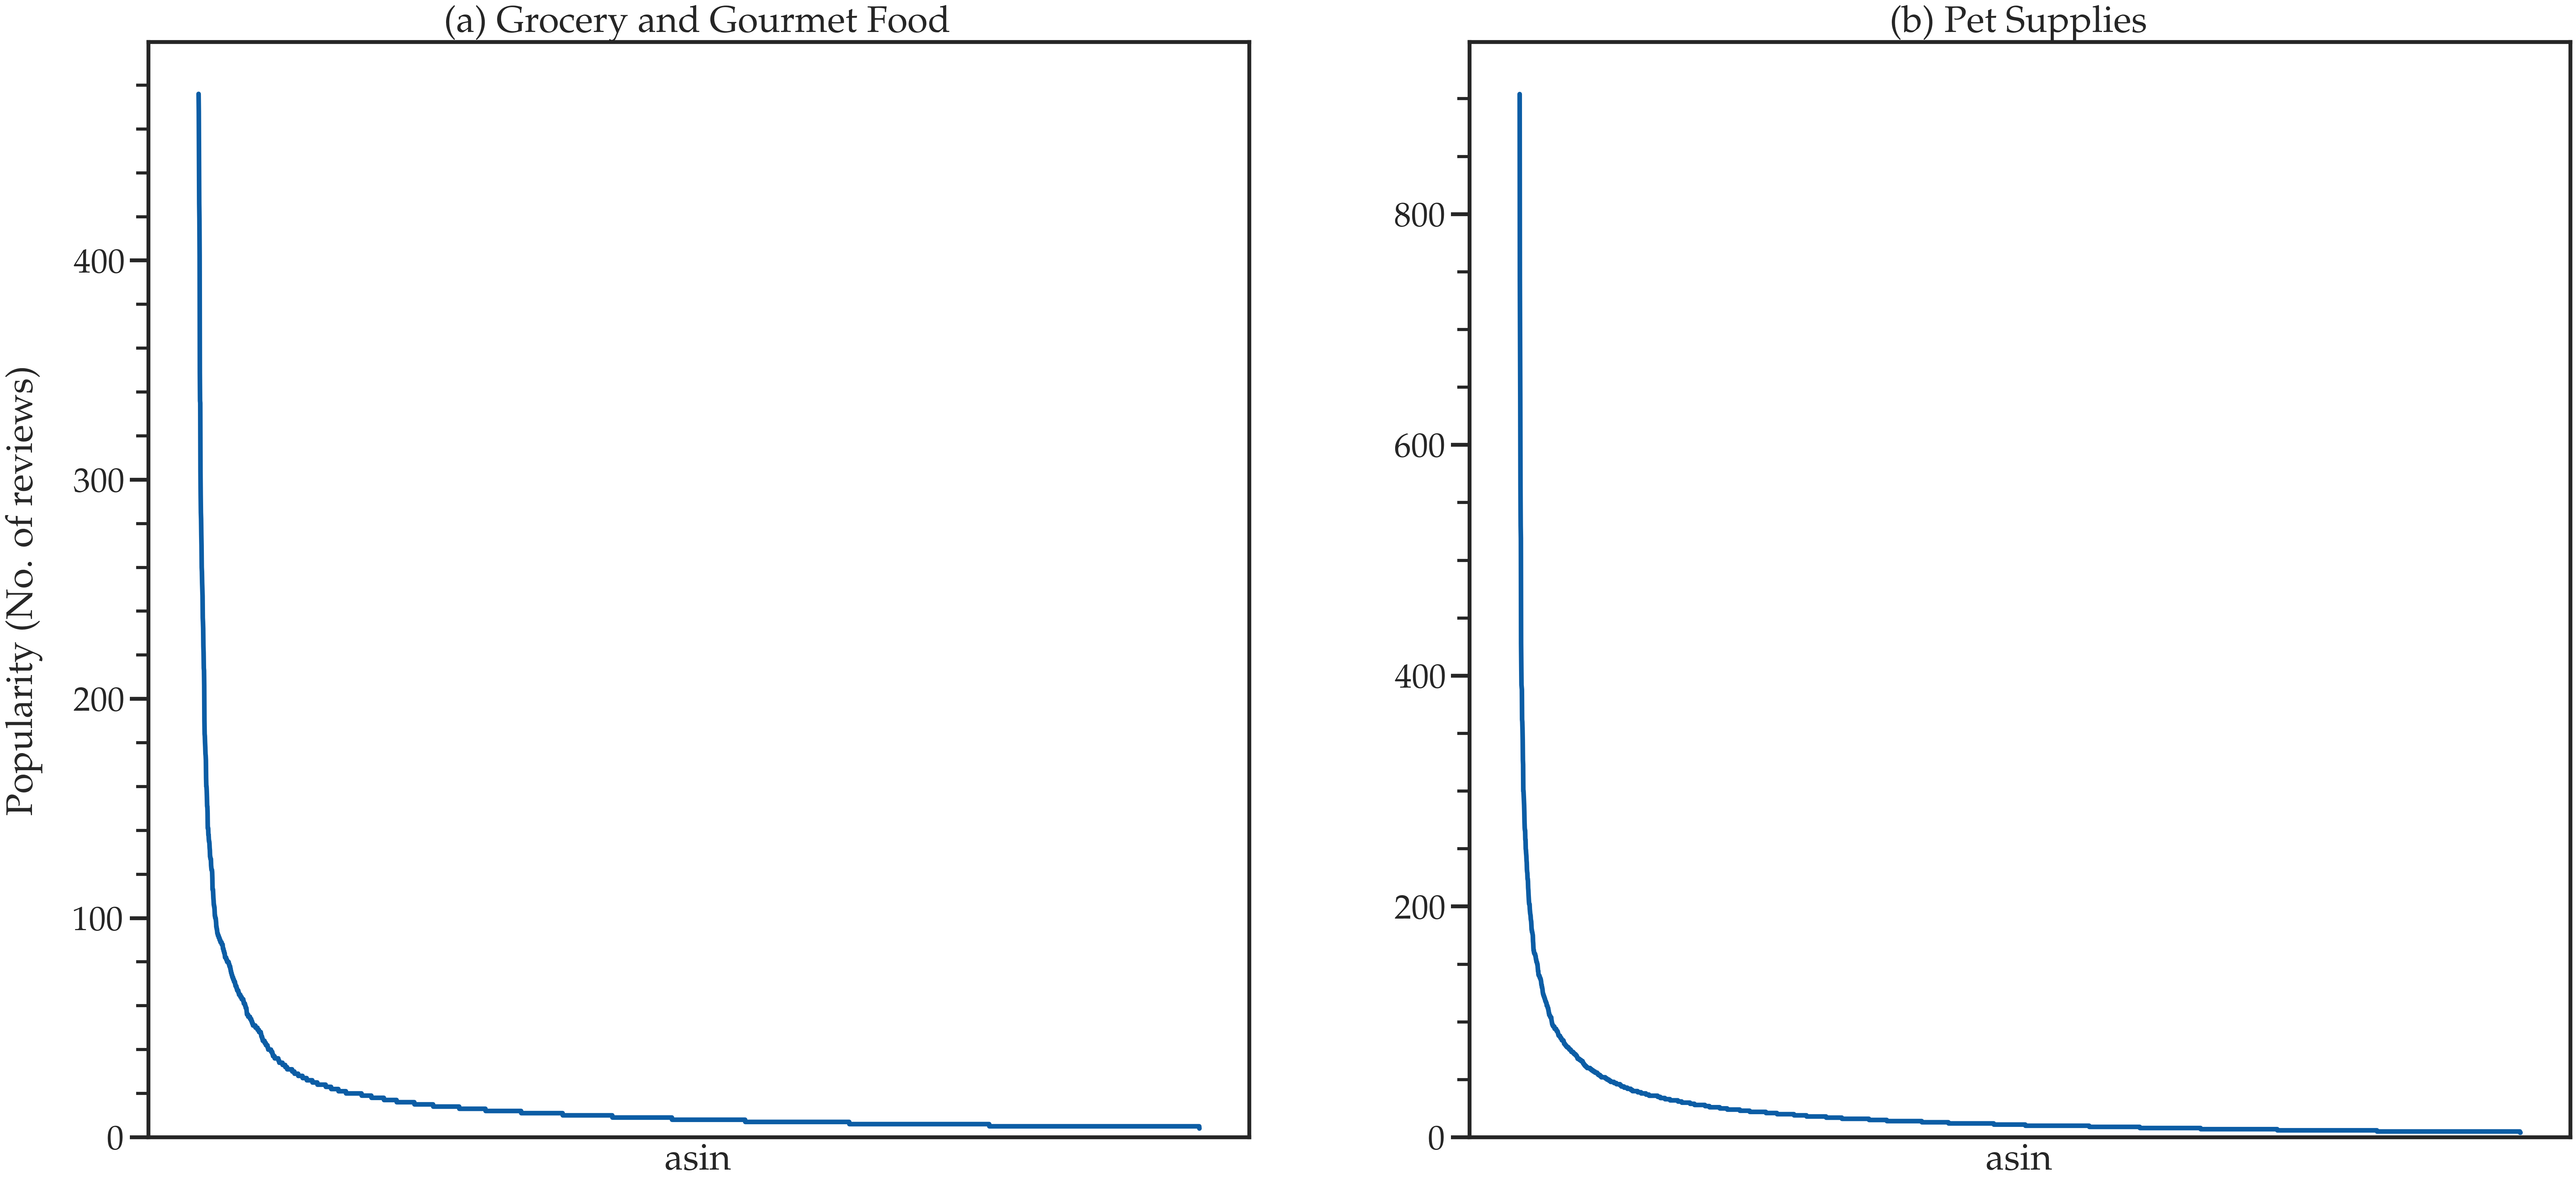 (a) Grocery and Gourmet Food
Popularity (No. of reviews)
400
300
200
100
0
asin
(b) Pet Supplies
800
600
400
200
0
asin